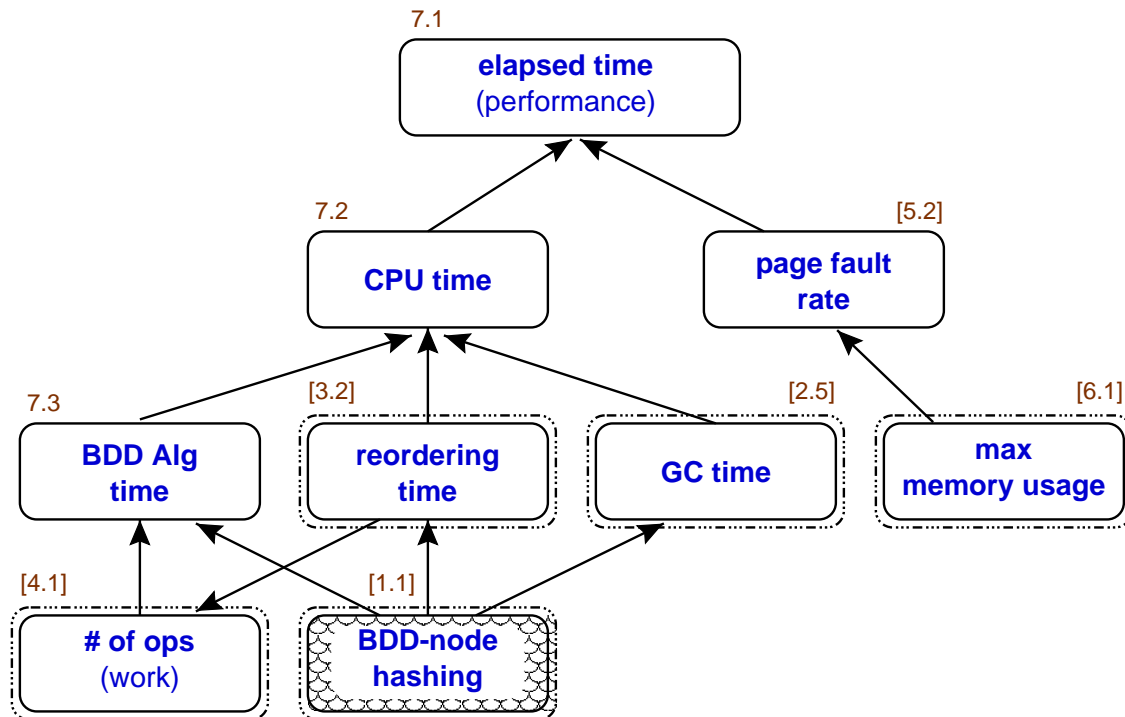 7.1
elapsed time
(performance)
7.2
CPU time
[5.2]
page fault
rate
7.3
BDD Alg
time
[3.2]
reordering
time
[2.5]
GC time
[6.1]
max
memory usage
[4.1]
# of ops
(work)
[1.1]
BDD-node
hashing